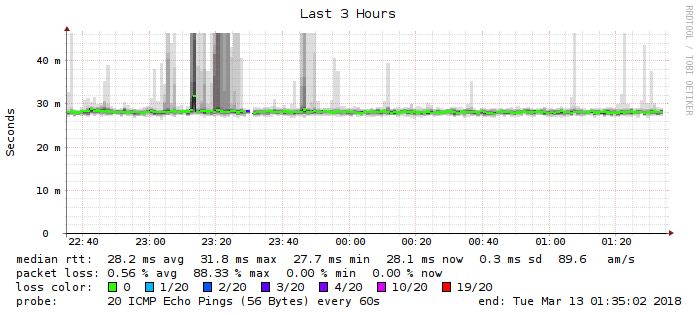 Last 3 Hours
RRDTOOL / TOBI OETIKER
Seconds
40 m
30 m
20 m
10 m
0
22:40 23:00 23:20 23:40 00:00 00:20 00:40 01:00 01:20
median rtt: 28.2 ms avg 31.8 ms max 27.7 ms min 28.1 ms now 0.3 ms sd 89.6 am/s
packet loss: 0.56 % avg 88.33 % max 0.00 % min 0.00 % now
loss color: 0 1/20 2/20 3/20 4/20 10/20 19/20
probe: 20 ICMP Echo Pings (56 Bytes) every 60s end: Tue Mar 13 01:35:02 2018